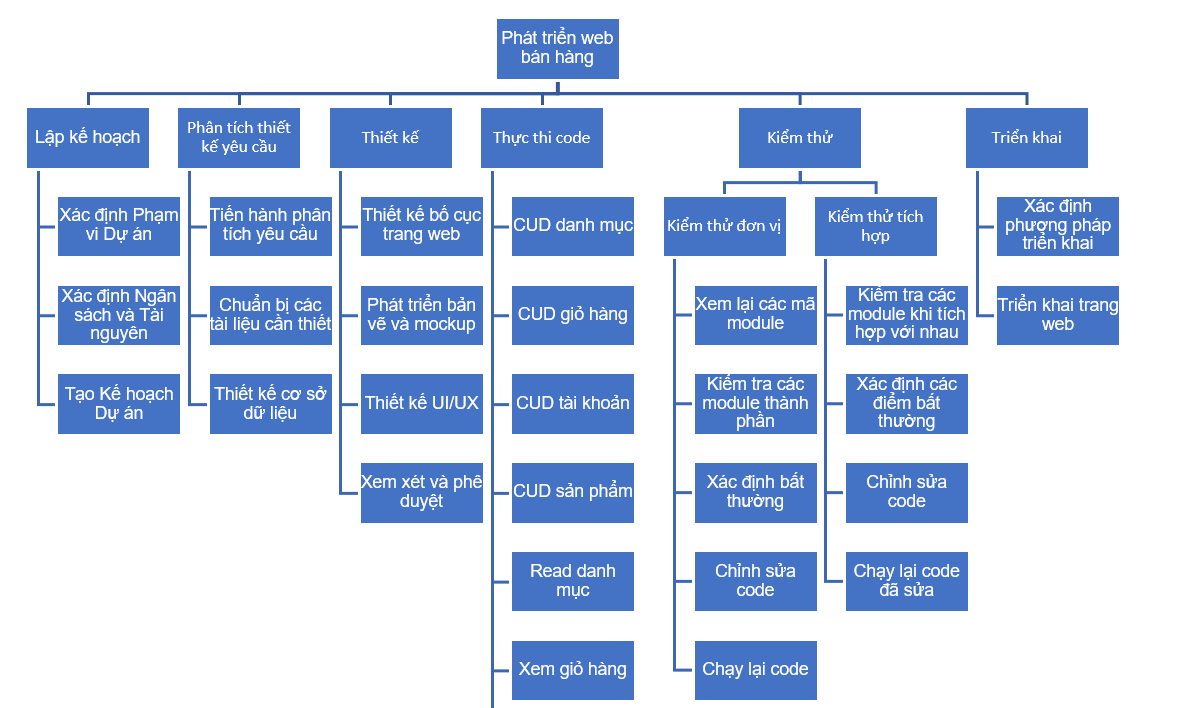 Phát triển web
bán hàng
Lập kế hoạch
Phân tích thiết
kế yêu cầu
Thiết kế
Thực thi code
Kiểm thử
Triển khai
Xác định Phạm
vi Dự án
Xác định Ngân
sách và Tài
nguyên
Tạo Kế hoạch
Dự án
Tiến hành phân
tích yêu cầu
Chuẩn bị các
tài liệu cần thiết
Thiết kế cơ sở
dữ liệu
Thiết kế bố cục
trang web
Phát triển bản
vẽ và mockup
Thiết kế UI/UX
Xem xét và phê
duyệt
CUD danh mục
CUD giỏ hàng
CUD tài khoản
CUD sản phẩm
Read danh
mục
Xem giỏ hàng
Kiểm thử đơn vị
Xem lại các mã
module
Kiểm tra các
module thành
phần
Xác định bất
thường
Chỉnh sửa
code
Chạy lại code
Kiểm thử tích
hợp
Kiểm tra các
module khi tích
hợp với nhau
Xác định các
điểm bất
thường
Chỉnh sửa
code
Chạy lại code
đã sửa
Xác định
phượng pháp
triển khai
Triển khai trang
web